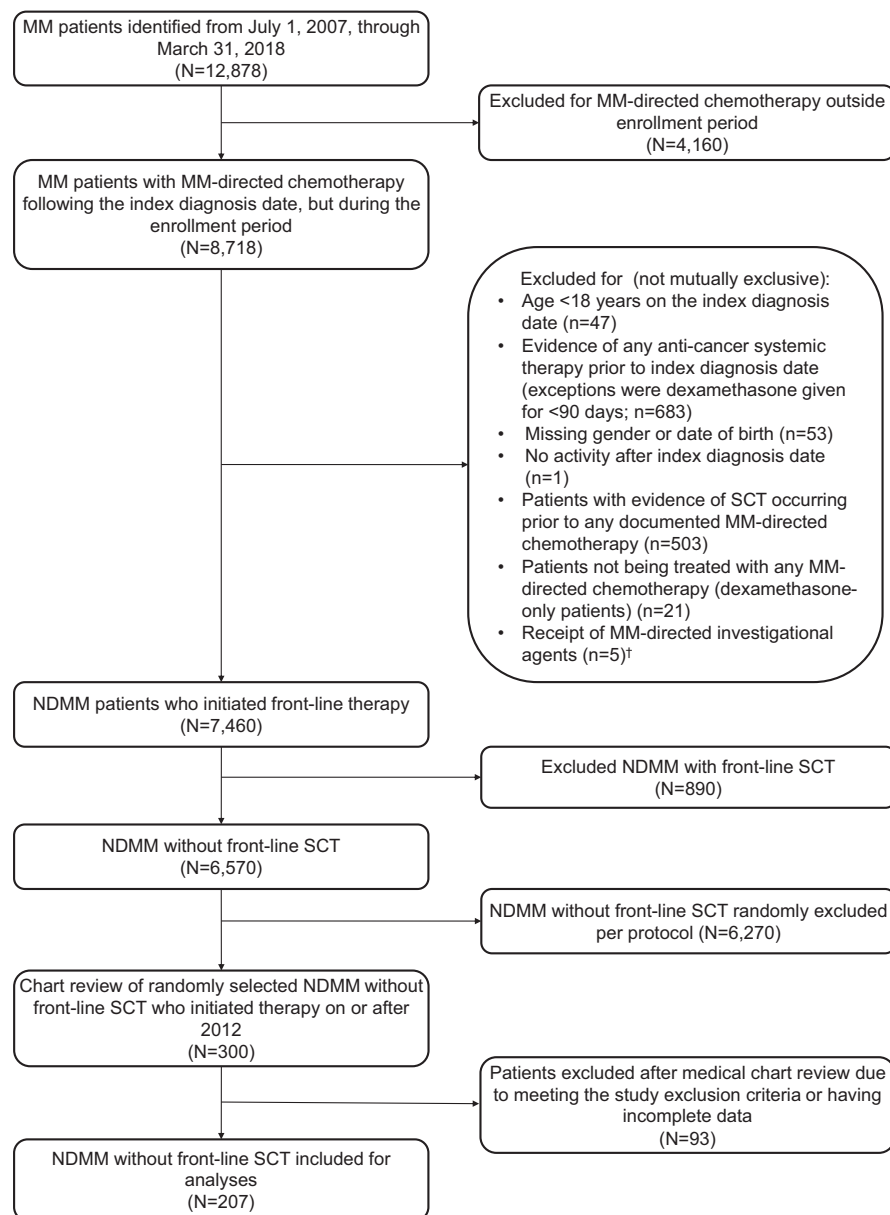 MM patients identified from July 1, 2007, through
March 31, 2018
(N=12,878)
Excluded for MM-directed chemotherapy outside
enrollment period
(N=4,160)
MM patients with MM-directed chemotherapy
following the index diagnosis date, but during the
enrollment period
(N=8,718)
Excluded for (not mutually exclusive):
• Age <18 years on the index diagnosis
date (n=47)
• Evidence of any anti-cancer systemic
therapy prior to index diagnosis date
(exceptions were dexamethasone given
for <90 days; n=683)
• Missing gender or date of birth (n=53)
• No activity after index diagnosis date
(n=1)
• Patients with evidence of SCT occurring
prior to any documented MM-directed
chemotherapy (n=503)
• Patients not being treated with any MM-
directed chemotherapy (dexamethasone-
only patients) (n=21)
• Receipt of MM-directed investigational
agents (n=5)†
NDMM patients who initiated front-line therapy
(N=7,460)
Excluded NDMM with front-line SCT
(N=890)
NDMM without front-line SCT
(N=6,570)
NDMM without front-line SCT randomly excluded
per protocol (N=6,270)
Chart review of randomly selected NDMM without
front-line SCT who initiated therapy on or after
2012
(N=300)
Patients excluded after medical chart review due
to meeting the study exclusion criteria or having
incomplete data
(N=93)
NDMM without front-line SCT included for
analyses
(N=207)